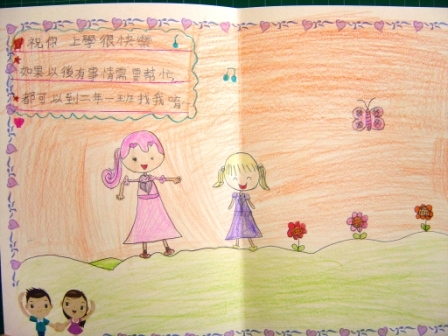 祝你 上學很快樂
如果以後有事情需要幫忙
都可以到二年一班找我唷